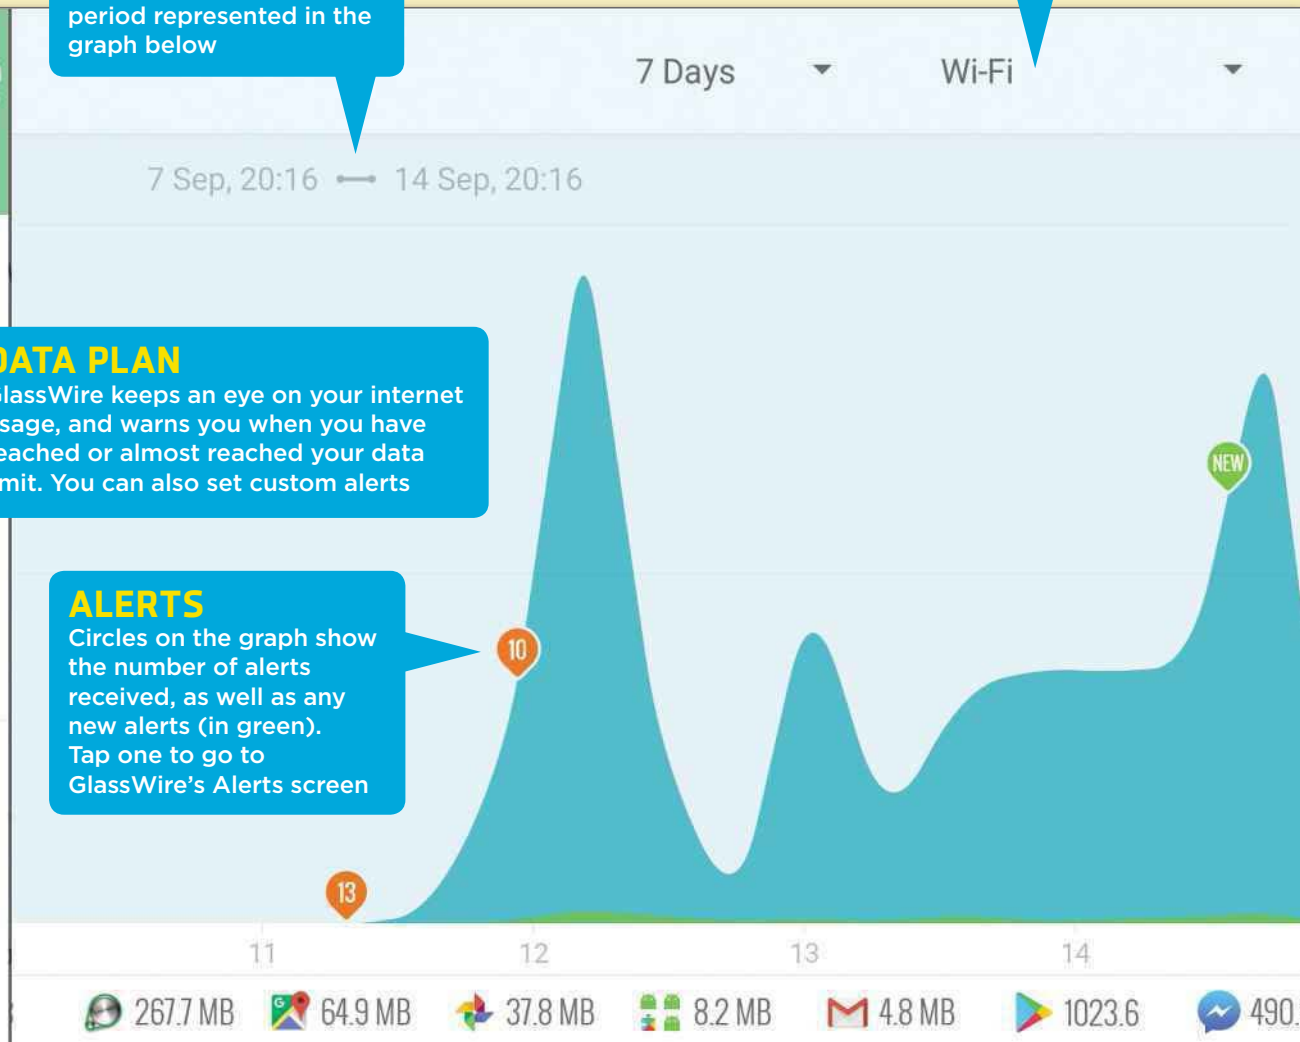 period represented in the
graph below
7 Days
Wi-Fi
7 Sep, 20:16 14 Sep, 20:16
DATA PLAN
GlassWire keeps an eye on your internet
usage, and warns you when you have
reached or almost reached your data
limit. You can also set custom alerts
NEW
ALERTS
Circles on the graph show
the number of alerts
received, as well as any
new alerts (in green).
Tap one to go to
GlassWire's Alerts screen
10
13
11 12 13 14
267.7 MB 64.9 MB 37.8 MB 8.2 MB 4.8 MB 1023.6 490.